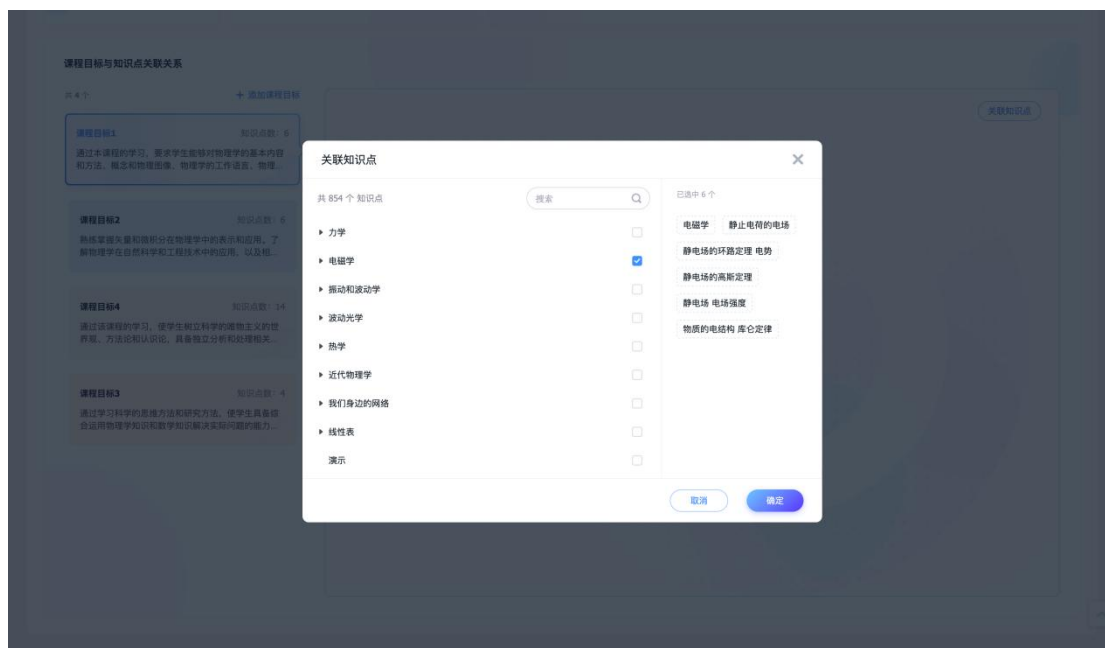 课程目标与知识点关联关系
共 4 个
+ 添加课程目标
关联知识点
课程目标1
知识点数：6
通过本课程的学习，要求学生能够对物理学的基本内容
和方法、概念和物理图像、物理学的工作语言、物理...
课程目标2
知识点数：6
熟练掌握矢量和微积分在物理学中的表示和应用。了
解物理学在自然科学和工程技术中的应用，以及相...
课程目标4
知识点数：14
通过该课程的学习，使学生树立科学的唯物主义的世
界观、方法论和认识论，具备独立分析和处理相关...
课程目标3
知识点数：4
通过学习科学的思维方法和研究方法，使学生具备综
合运用物理学知识和数学知识解决实际问题的能力...
关联知识点
共 854 个 知识点
搜索
力学
电磁学
振动和波动学
波动光学
热学
近代物理学
我们身边的网络
线性表
演示
已选中 6 个
电磁学 静止电荷的电场
静电场的环路定理 电势
静电场的高斯定理
静电场 电场强度
物质的电结构 库仑定律
取消
确定